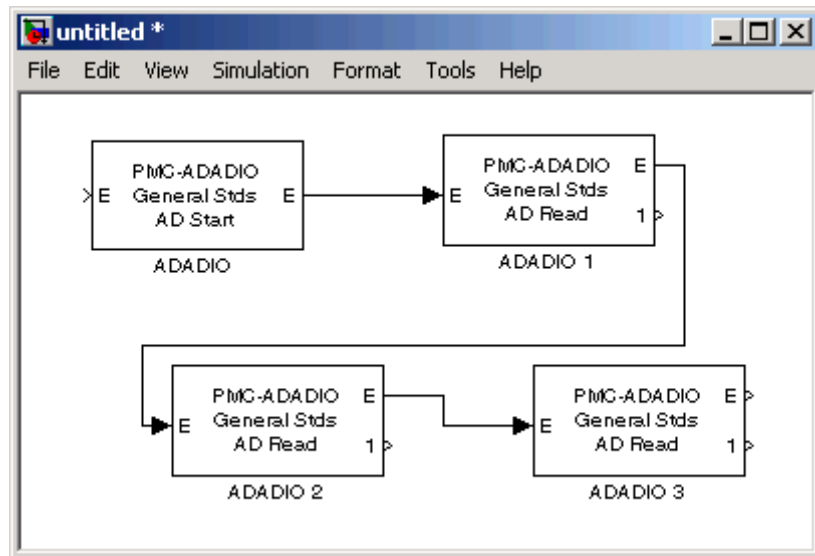 untitled *
File Edit View Simulation Format Tools Help
PMC-ADADIO
General Stds
AD Start
E
E
ADADIO
PMC-ADADIO
General Stds
AD Read
E
E
1
ADADIO 1
PMC-ADADIO
General Stds
AD Read
E
E
1
ADADIO 2
PMC-ADADIO
General Stds
AD Read
E
E
1
ADADIO 3